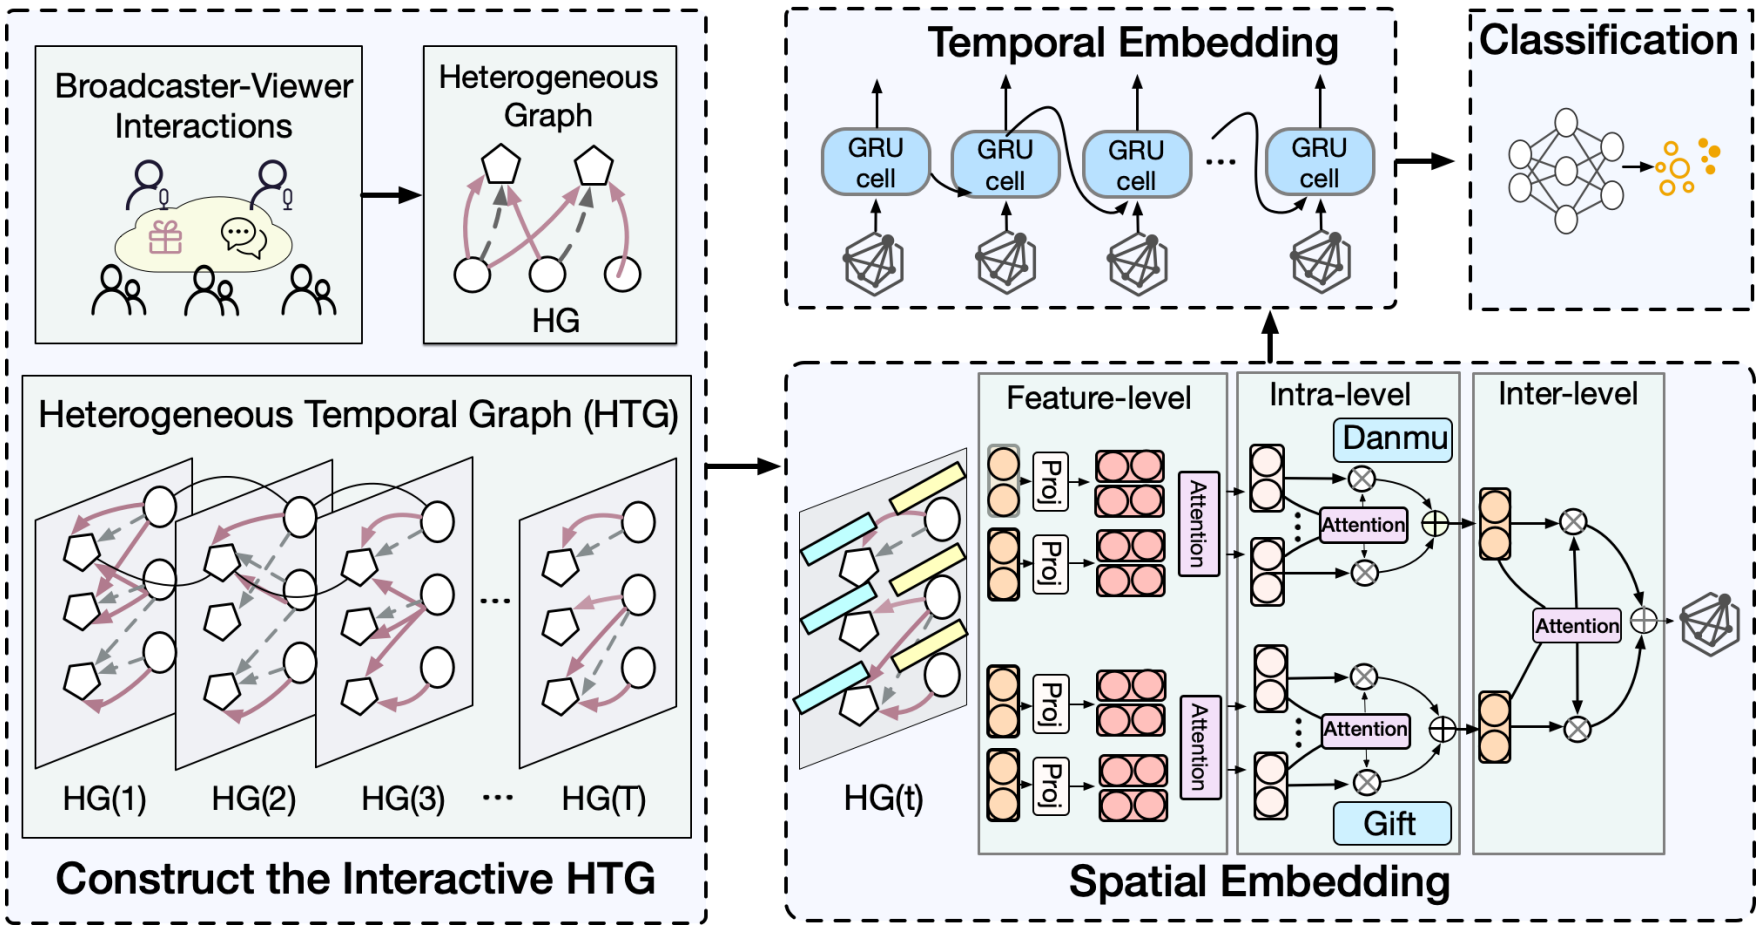 Broadcaster-Viewer
Interactions
Heterogeneous
Graph
HG
Heterogeneous Temporal Graph (HTG)
...
HG(1)
HG(2)
HG(3)
...
HG(T)
Construct the Interactive HTG
Temporal Embedding
GRU
cell
GRU
cell
GRU
cell
...
GRU
cell
Classification
Feature-level
Intra-level
Inter-level
HG(t)
Proj
Proj
Attention
Proj
Proj
Attention
Danmu
Attention
Attention
Gift
Attention
Spatial Embedding